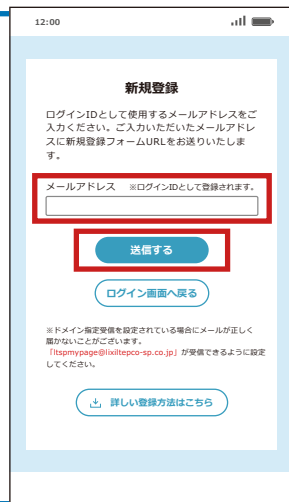 12:00
新規登録
ログインIDとして使用するメールアドレスをご
入力ください。ご入力いただいたメールアドレ
スに新規登録フォームURLをお送りいたしま
す。
メールアドレス ※ログインIDとして登録されます。
送信する
ログイン画面へ戻る
※ドメイン指定受信を設定されている場合にメールが正しく
届かないことがございます。
「ltspmypage@lixiltepco-sp.co.jp」が受信できるように設定
してください。
詳しい登録方法はこちら